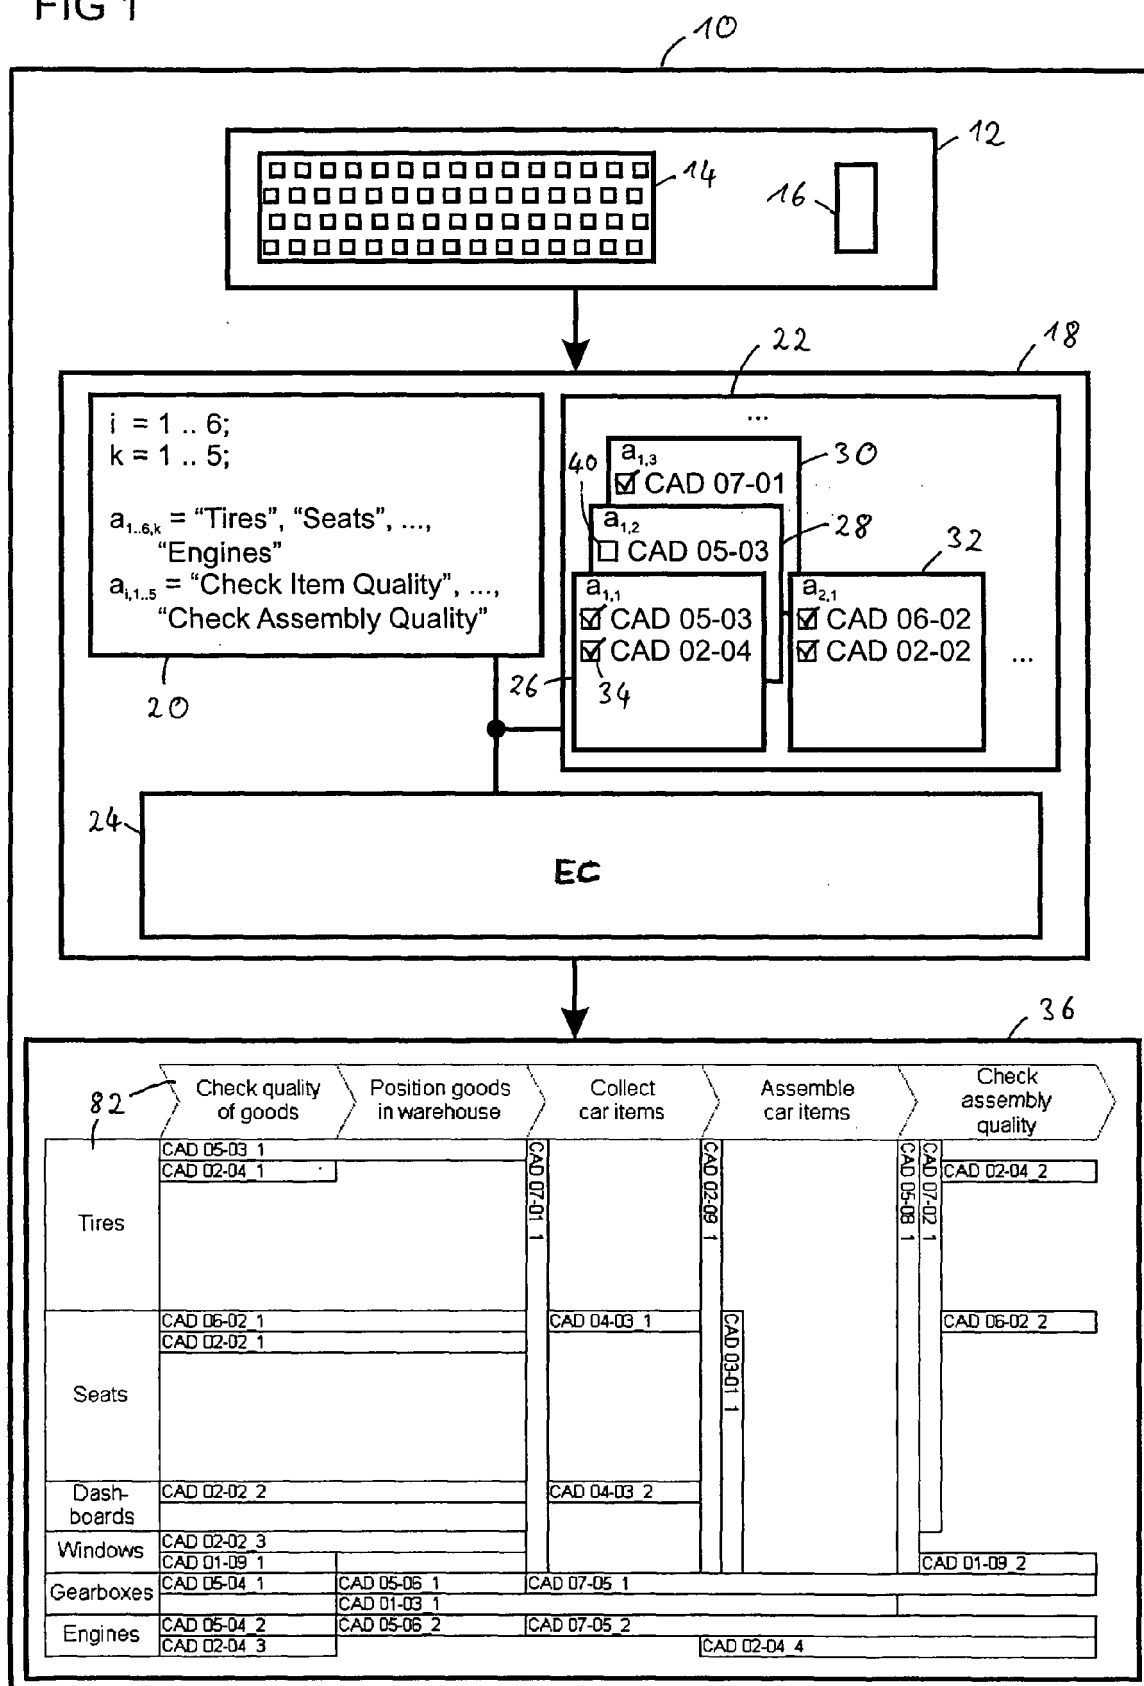 FIG 1
10
12
14
16
18
22
i = 1 .. 6;
k = 1 .. 5;
a1..6,k = “Tires”, “Seats”, ...,
“Engines”
ai,1..5 = “Check Item Quality”, ...,
“Check Assembly Quality”
20
...
a1,3
CAD 07-01
30
40
a1,2
CAD 05-03
28
a1,1
CAD 05-03
CAD 02-04
26
34
32
a2,1
CAD 06-02
CAD 02-02
...
24
EC
36
82
Check quality
of goods
Position goods
in warehouse
Collect
car items
Assemble
car items
Check
assembly
quality
Tires
CAD 05-03_1
CAD 02-04_1
CAD 07-01_1
CAD 02-09_1
CAD 05-08_1
CAD 07-02_1
CAD 02-04_2
Seats
CAD 06-02_1
CAD 02-02_1
CAD 04-03_1
CAD 03-01_1
CAD 06-02_2
Dash-
boards
CAD 02-02_2
CAD 04-03_2
Windows
CAD 02-02_3
CAD 01-09_1
CAD 01-09_2
Gearboxes
CAD 05-04_1
CAD 05-06_1
CAD 07-05_1
CAD 01-03_1
Engines
CAD 05-04_2
CAD 05-06_2
CAD 07-05_2
CAD 02-04_3
CAD 02-04_4